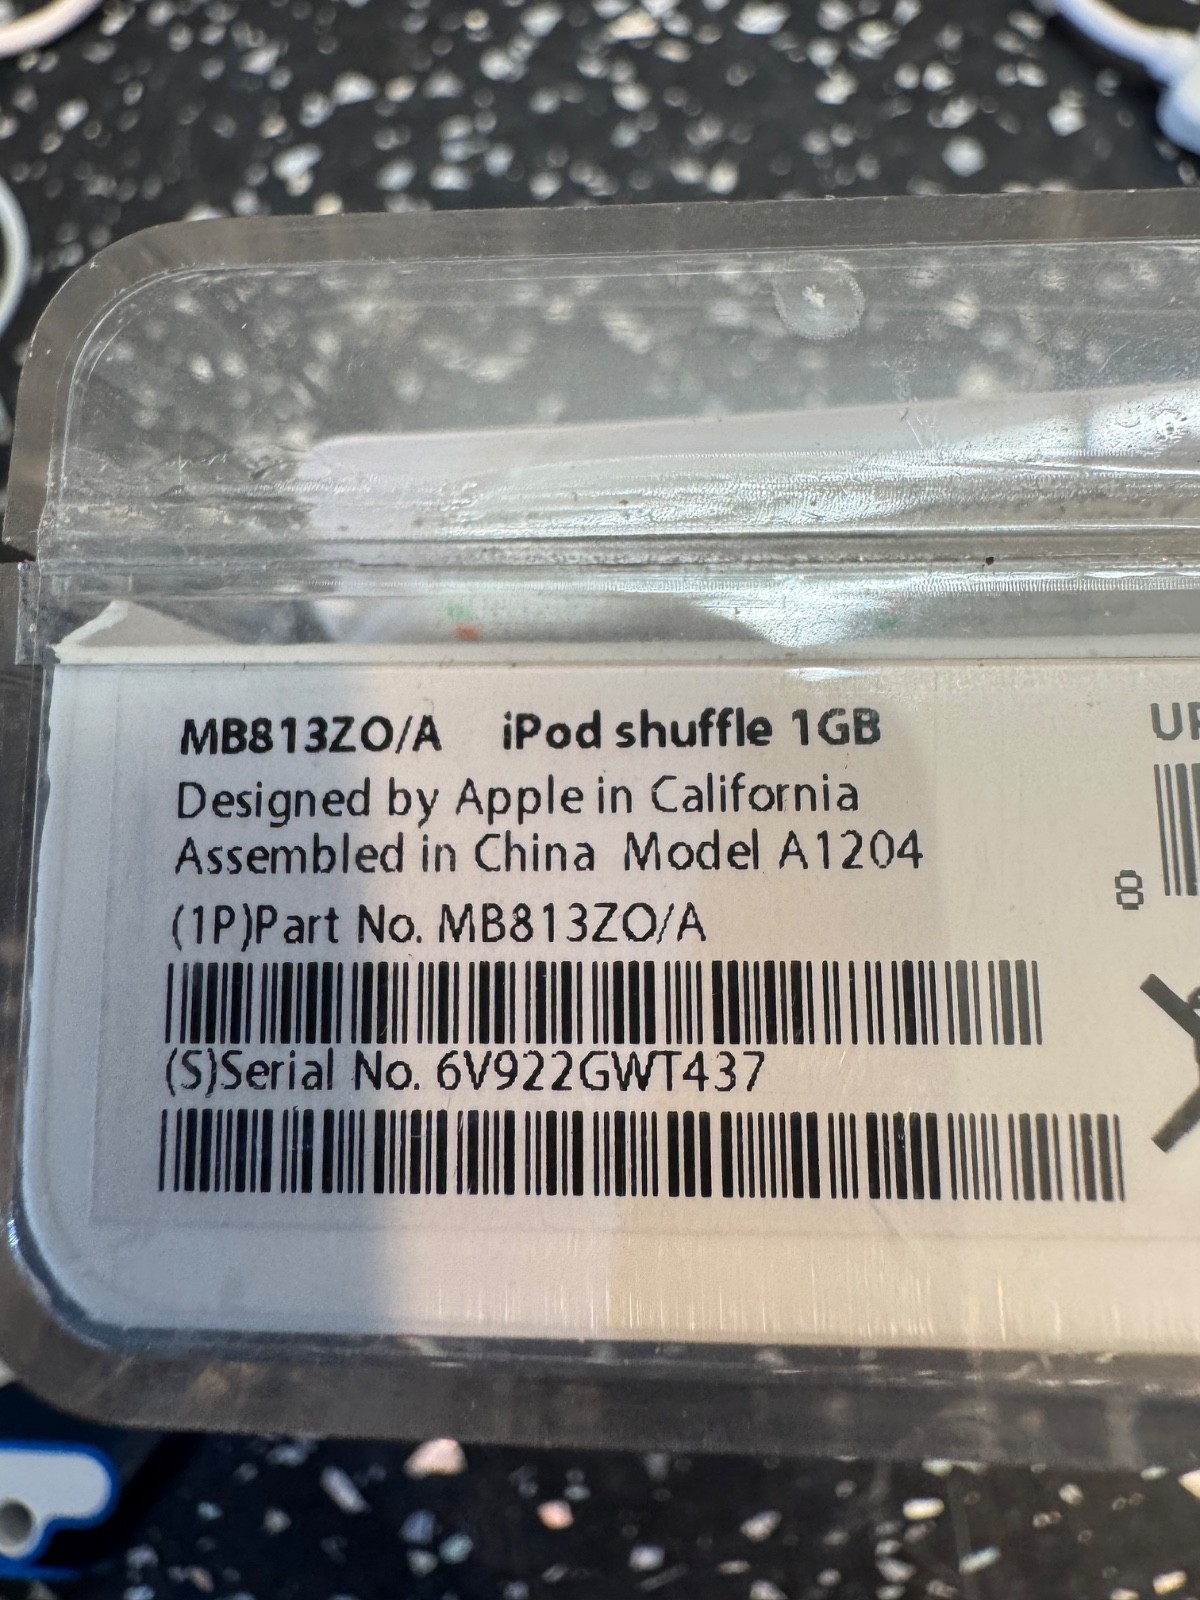 MB813ZO/A iPod shuffle 1GB
Designed by Apple in California
Assembled in China Model A1204
(1P)Part No. MB813ZO/A
(S)Serial No. 6V922GWT437
8